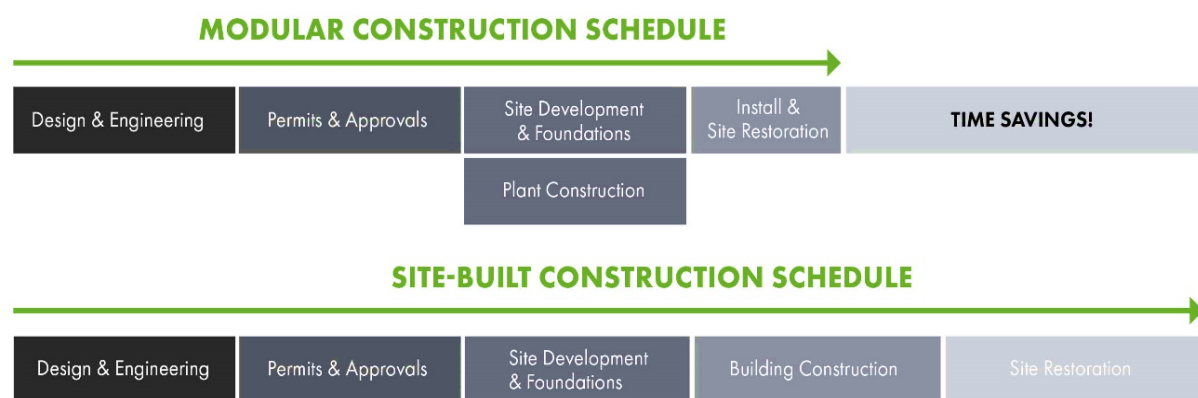 MODULAR CONSTRUCTION SCHEDULE
Design & Engineering
Permits & Approvals
Site Development
& Foundations
Install &
Site Restoration
TIME SAVINGS!
Plant Construction
SITE-BUILT CONSTRUCTION SCHEDULE
Design & Engineering
Permits & Approvals
Site Development
& Foundations
Building Construction
Site Restoration